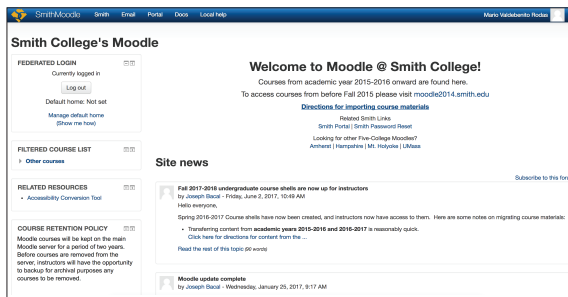 SmithMoodle Smith Email Portal Docs Local help Mario Valdebenito Rodas
Smith College's Moodle
FEDERATED LOGIN
Currently logged in
Log out
Default home: Not set
Manage default home
(Show me how)
FILTERED COURSE LIST
Other courses
RELATED RESOURCES
• Accessibility Conversion Tool
COURSE RETENTION POLICY
Moodle courses will be kept on the main
Moodle server for a period of two years.
Before courses are removed from the
server, instructors will have the opportunity
to backup for archival purposes any
courses to be removed.
Welcome to Moodle @ Smith College!
Courses from academic year 2015-2016 onward are found here.
To access courses from before Fall 2015 please visit moodle2014.smith.edu
Directions for importing course materials
Related Smith Links
Smith Portal | Smith Password Reset
Looking for other Five-College Moodles?
Amherst | Hampshire | Mt. Holyoke | UMass
Site news
Subscribe to this for
Fall 2017-2018 undergraduate course shells are now up for instructors
by Joseph Bacal - Friday, June 2, 2017, 10:49 AM
Hello everyone,
Spring 2016-2017 Course shells have now been created, and instructors now have access to them. Here are some notes on migrating course materials:
• Transferring content from academic years 2015-2016 and 2016-2017 is reasonably quick.
Click here for directions for content from the ...
Read the rest of this topic (90 words)
Moodle update complete
by Joseph Bacal - Wednesday, January 25, 2017, 9:17 AM